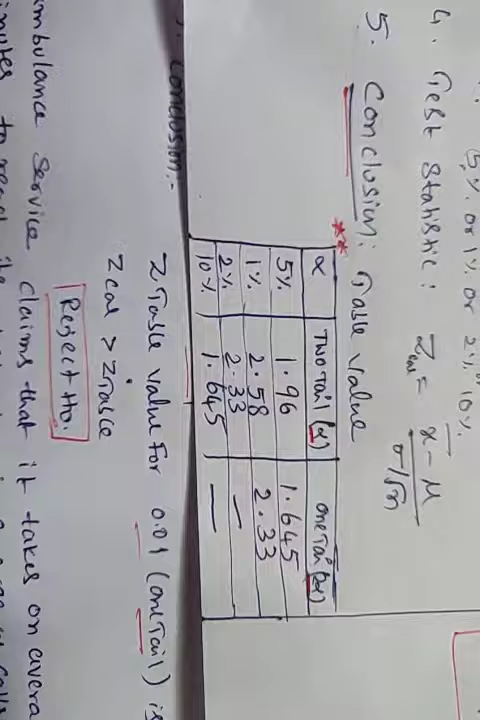 5% or 1% or 2% or 10%.
4. Test Statistic : Zcal = x̄ - μ / σ/√n
5. Conclusion: Table Value
**
α | Two Tail (α) | one Tail (α)
5% | 1.96 | 1.645
1% | 2.58 | 2.33
2% | 2.33 | —
10% | 1.645 | —
Conclusion:-
Z Table Value For 0.01 (one Tail) is
Zcal > ZTable
Reject H0.
mbulance Service claims that it takes on avera